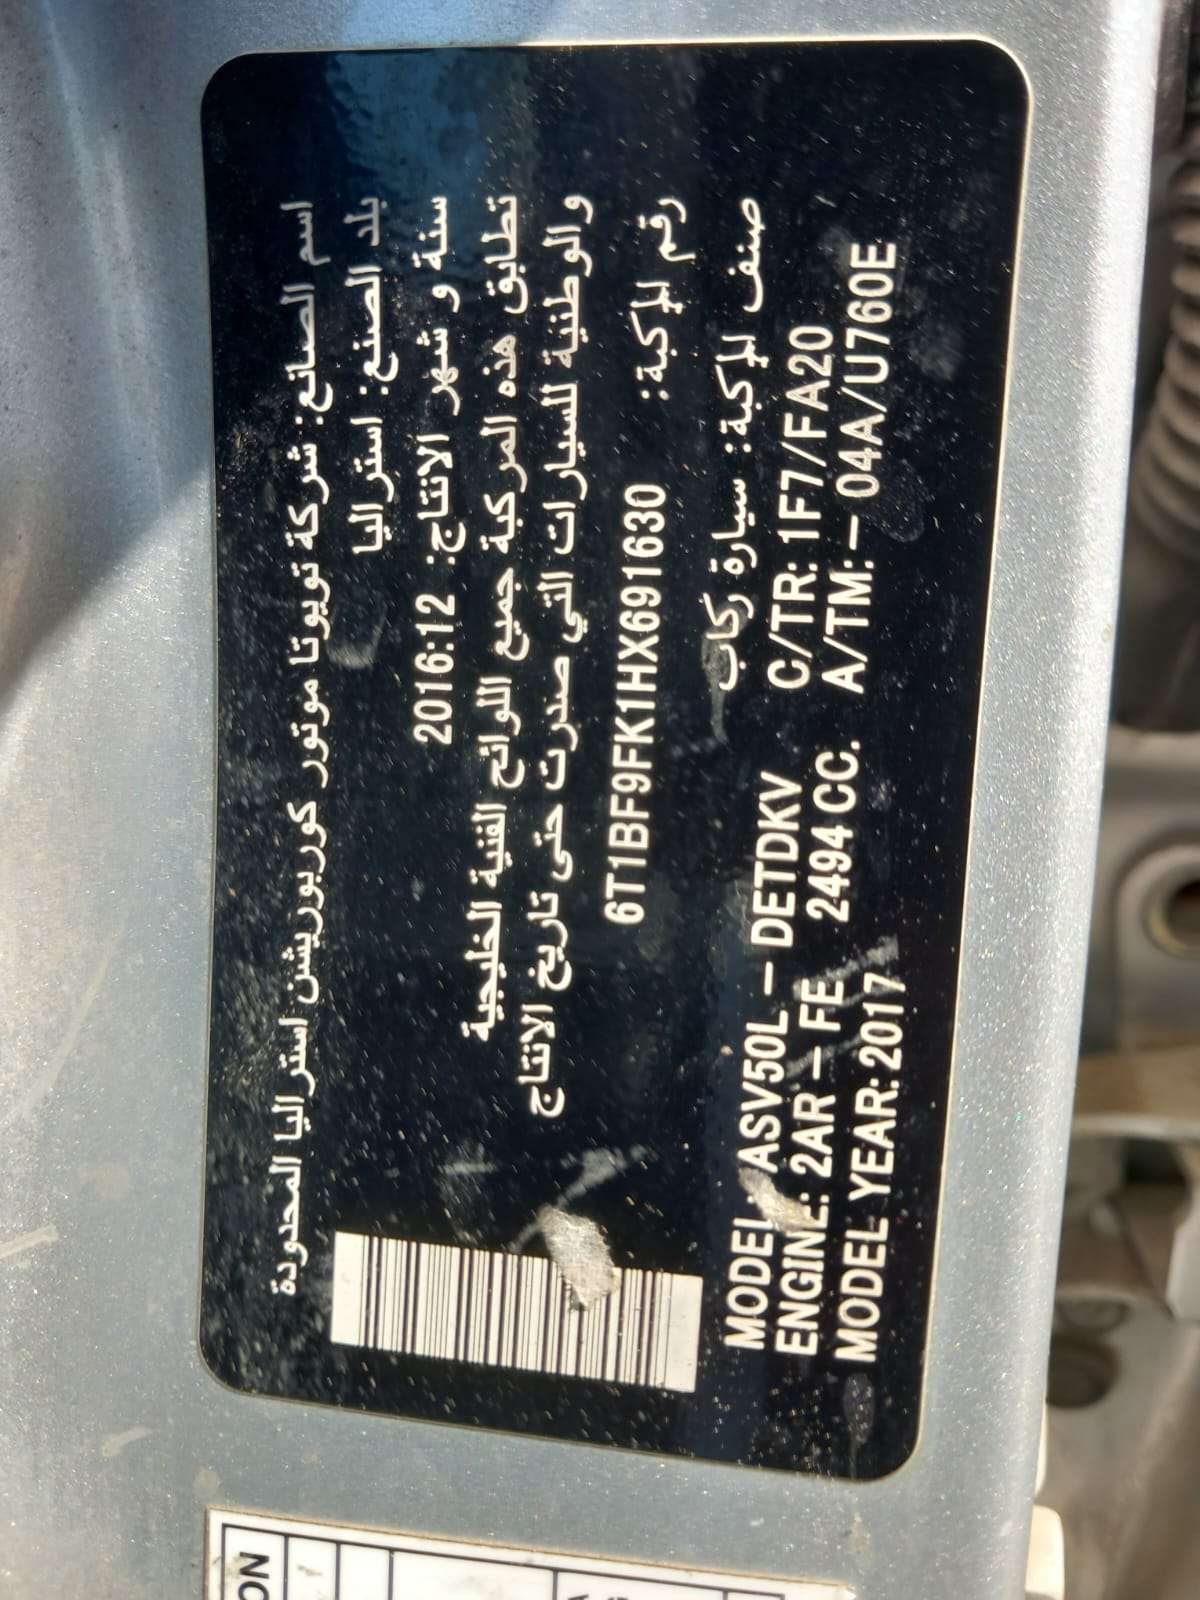 اسم الصانع: شركة تويوتا موتور كوربوريشن استراليا المحدودة
بلد الصنع: استراليا
سنة و شهر الانتاج: 2016:12
تطابق هذه المركبة جميع اللوائح الفنية الخليجية
والوطنية للسيارات التي صدرت حتى تاريخ الانتاج
رقم المركبة: 6T1BF9FK1HX691630
صنف المركبة: سيارة ركاب
MODEL: ASV50L – DETDKV C/TR: 1F7/FA20
ENGINE: 2AR – FE 2494 CC. A/TM: – 04A/U760E
MODEL YEAR: 2017